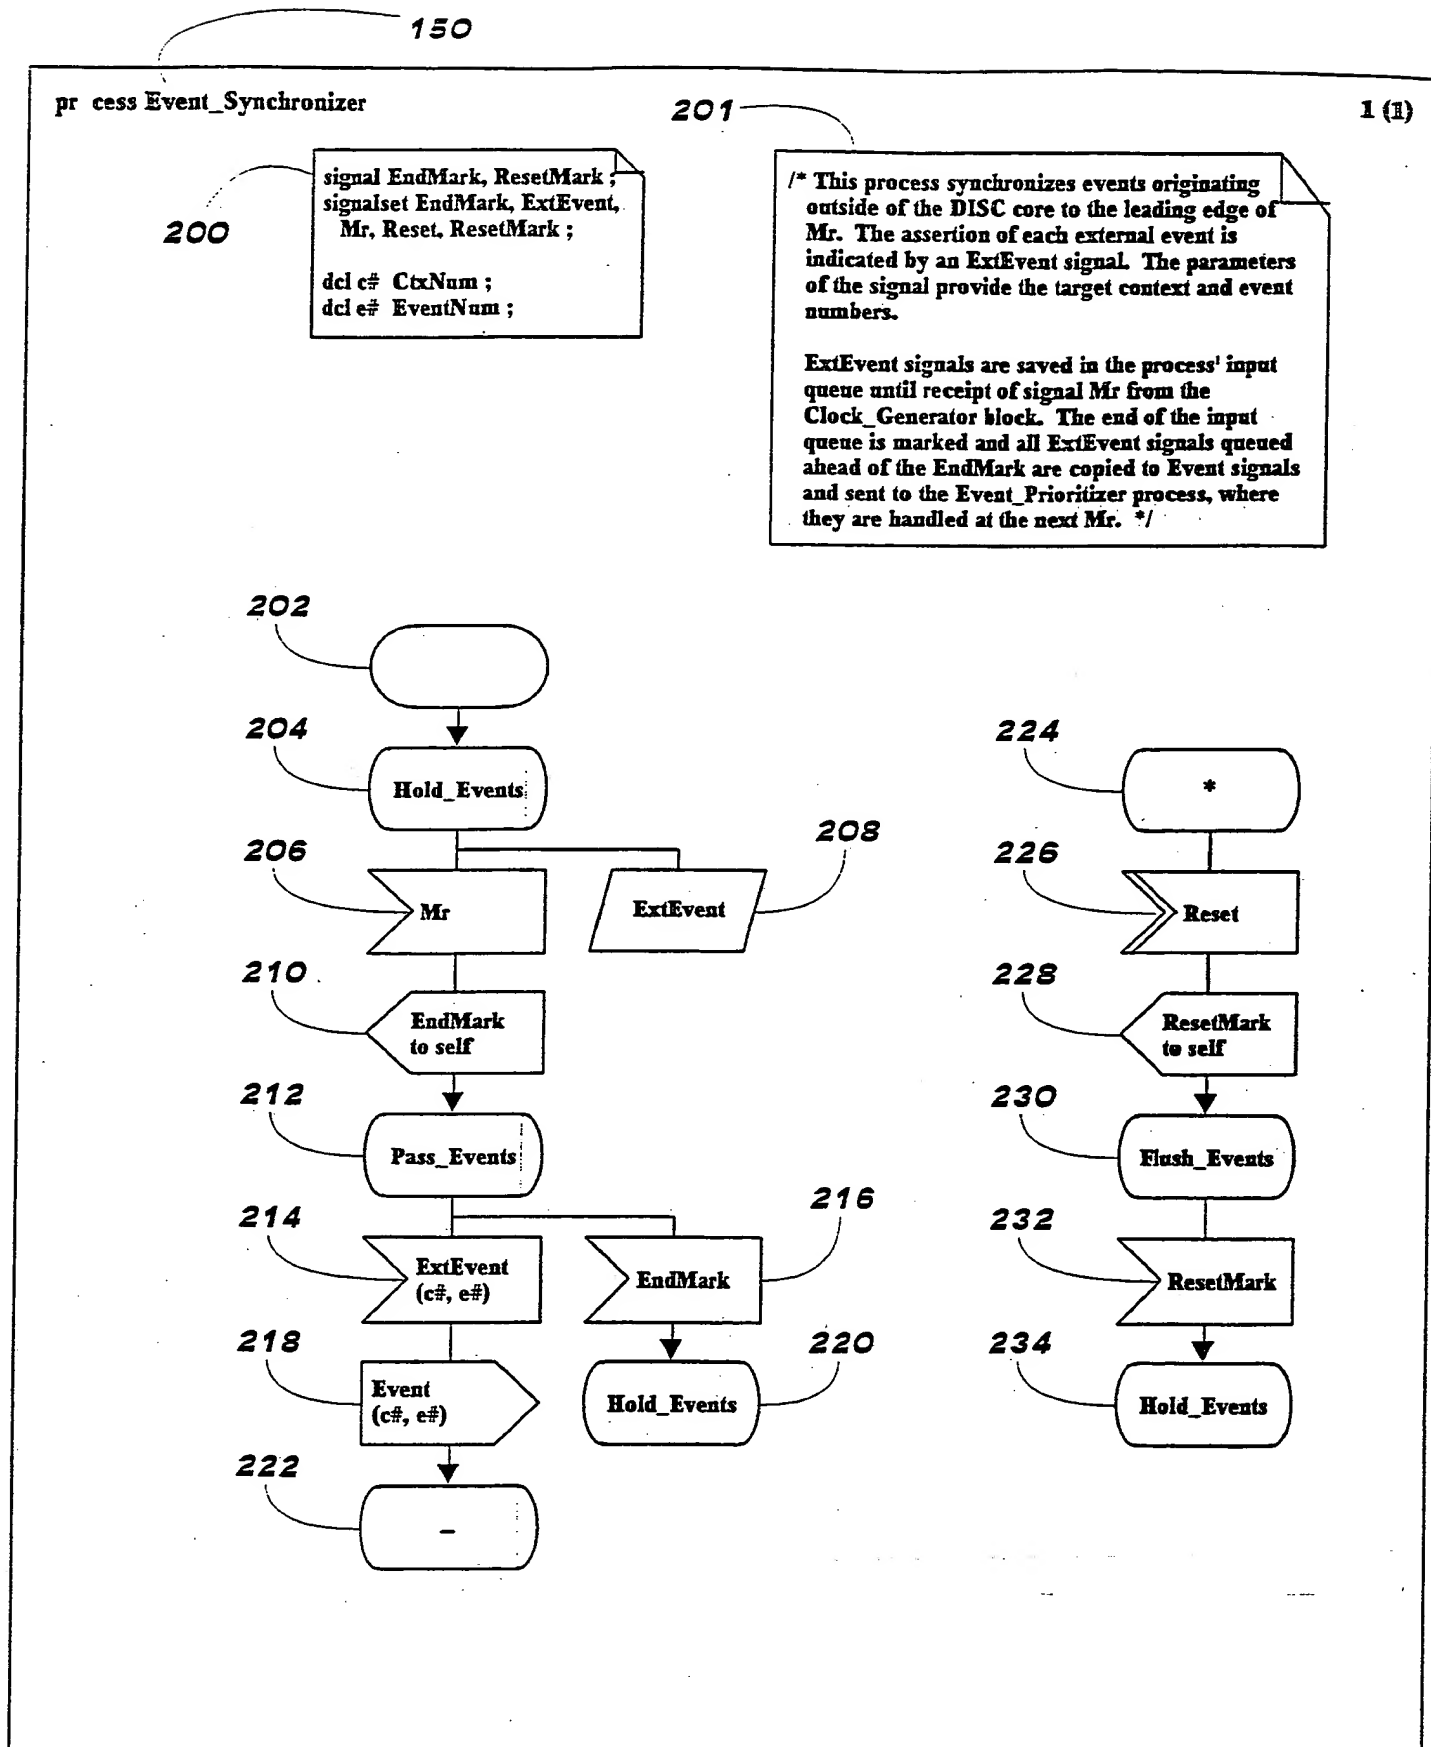 150
pr cess Event_Synchronizer
201
1 (1)
200
signal EndMark, ResetMark ;
signalset EndMark, ExtEvent,
Mr, Reset, ResetMark ;
dcl c# CtxNum ;
dcl e# EventNum ;
/* This process synchronizes events originating
outside of the DISC core to the leading edge of
Mr. The assertion of each external event is
indicated by an ExtEvent signal. The parameters
of the signal provide the target context and event
numbers.
ExtEvent signals are saved in the process' input
queue until receipt of signal Mr from the
Clock_Generator block. The end of the input
queue is marked and all ExtEvent signals queued
ahead of the EndMark are copied to Event signals
and sent to the Event_Prioritizer process, where
they are handled at the next Mr. */
202
204
Hold_Events
206
Mr
208
ExtEvent
210
EndMark
to self
212
Pass_Events
214
ExtEvent
(c#, e#)
216
EndMark
218
Event
(c#, e#)
220
Hold_Events
222
–
224
*
226
Reset
228
ResetMark
to self
230
Flush_Events
232
ResetMark
234
Hold_Events